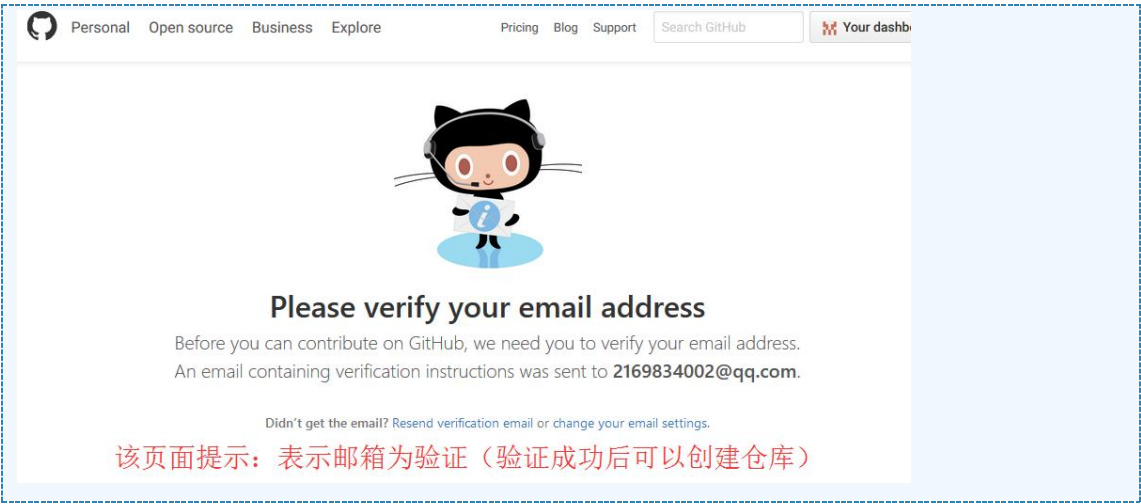 Personal Open source Business Explore Pricing Blog Support Search GitHub Your dashb
Please verify your email address
Before you can contribute on GitHub, we need you to verify your email address.
An email containing verification instructions was sent to 2169834002@qq.com.
Didn't get the email? Resend verification email or change your email settings.
该页面提示：表示邮箱为验证（验证成功后可以创建仓库）